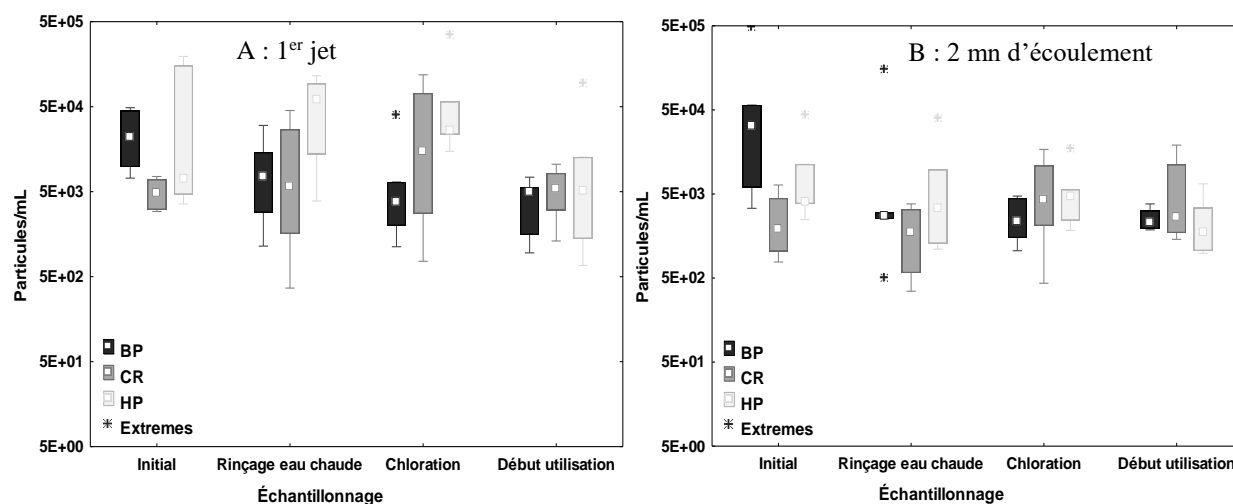 A : 1er jet
Particules/mL
5E+05
5E+04
5E+03
5E+02
5E+01
5E+00
BP
CR
HP
Extremes
Initial
Rinçage eau chaude
Chloration
Début utilisation
Échantillonnage
B : 2 mn d’écoulement
Particules/mL
5E+05
5E+04
5E+03
5E+02
5E+01
5E+00
BP
CR
HP
Extremes
Initial
Rinçage eau chaude
Chloration
Début utilisation
Échantillonnage